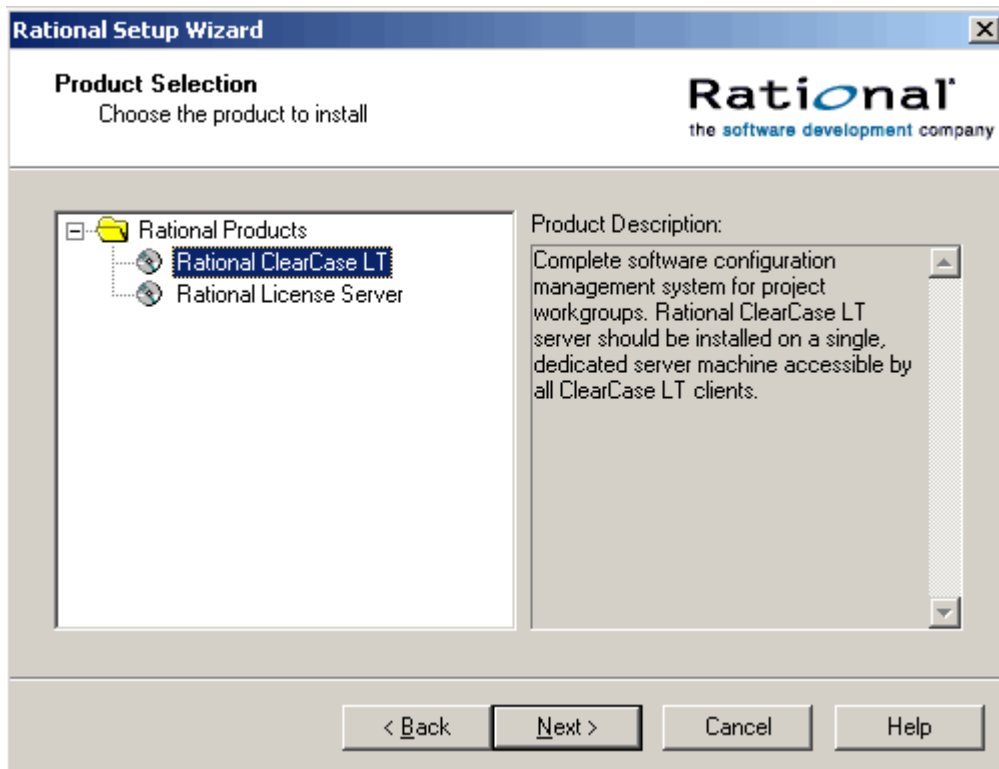 Rational Setup Wizard
Product Selection
Choose the product to install
Rational
the software development company
Rational Products
Rational ClearCase LT
Rational License Server
Product Description:
Complete software configuration
management system for project
workgroups. Rational ClearCase LT
server should be installed on a single,
dedicated server machine accessible by
all ClearCase LT clients.
< Back
Next >
Cancel
Help